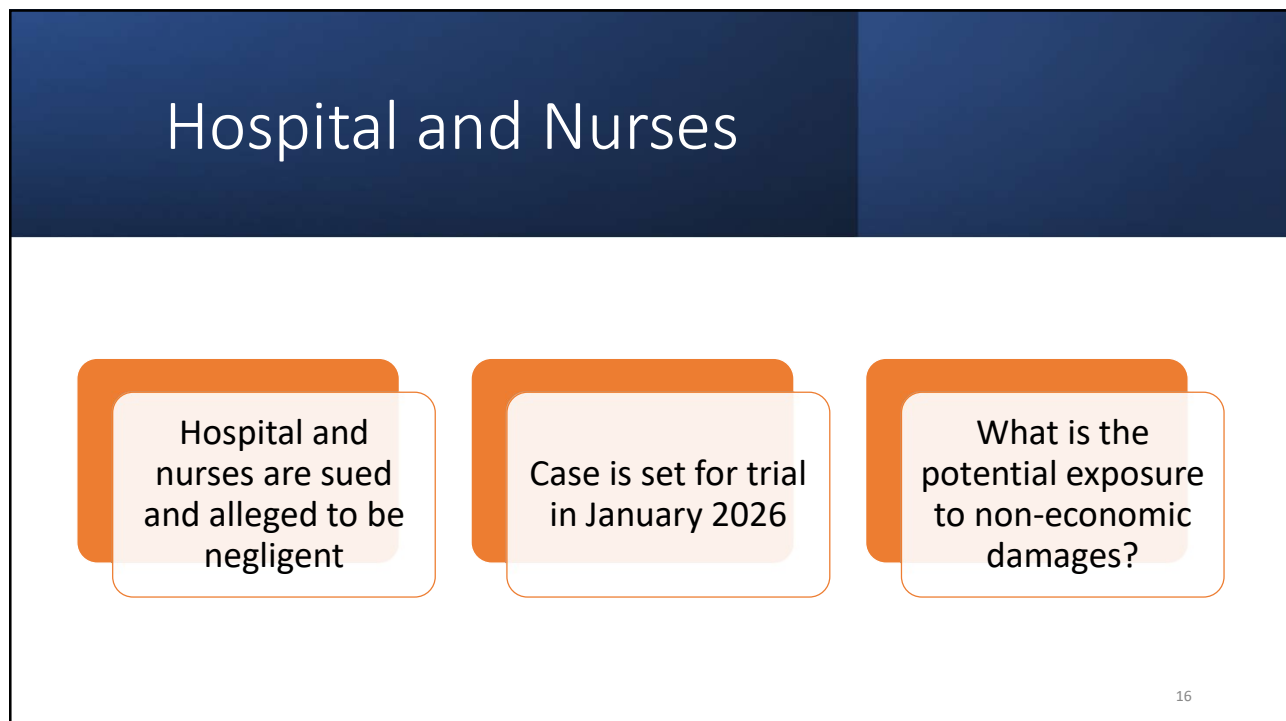 Hospital and Nurses
Hospital and
nurses are sued
and alleged to be
negligent
Case is set for trial
in January 2026
What is the
potential exposure
to non-economic
damages?
16